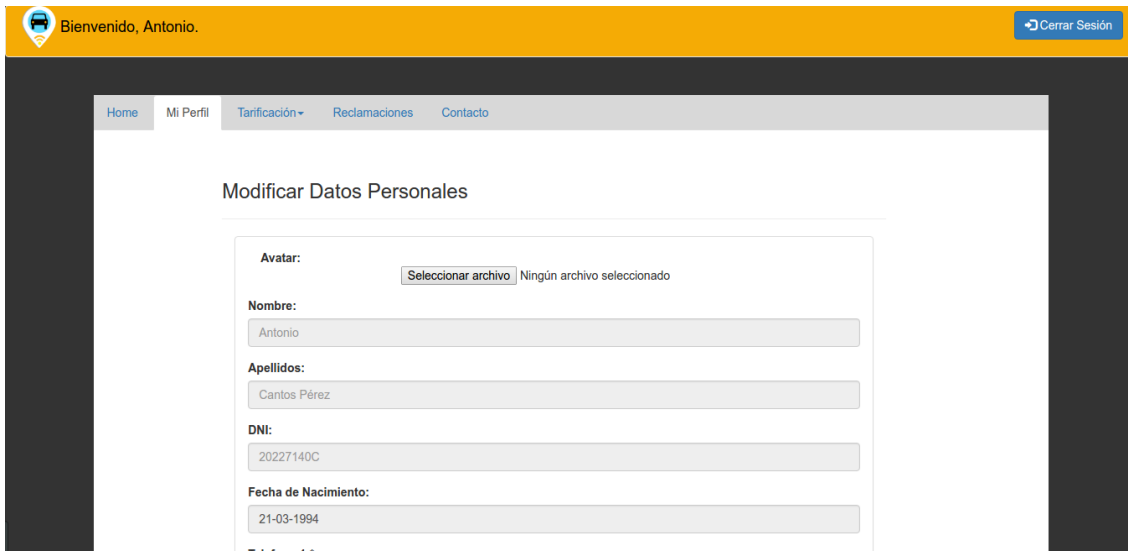 Bienvenido, Antonio.
Cerrar Sesión
Home Mi Perfil Tarificación Reclamaciones Contacto
Modificar Datos Personales
Avatar:
Seleccionar archivo Ningún archivo seleccionado
Nombre:
Antonio
Apellidos:
Cantos Pérez
DNI:
20227140C
Fecha de Nacimiento:
21-03-1994